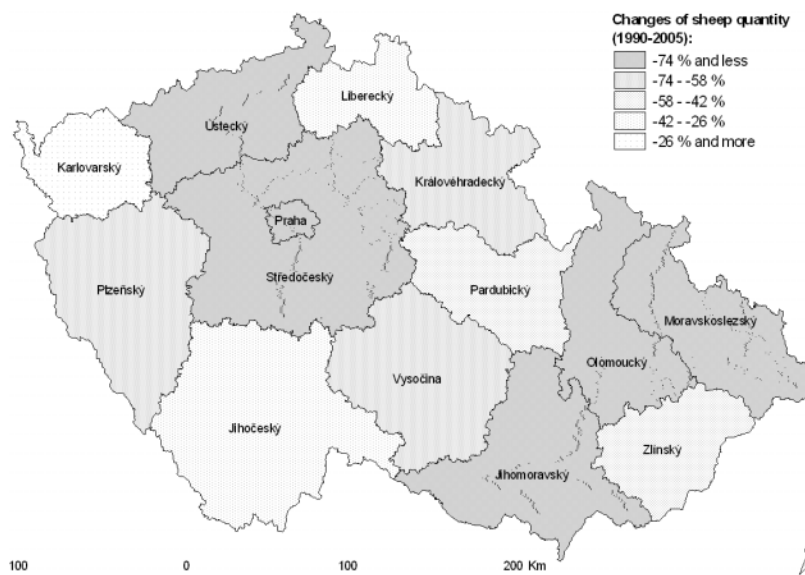 Changes of sheep quantity
(1990-2005):
-74 % and less
-74 - -58 %
-58 - -42 %
-42 - -26 %
-26 % and more
Liberecký
Ústecký
Karlovarský
Královéhradecký
Praha
Středočeský
Plzeňský
Pardubický
Moravskoslezský
Olomoucký
Vysočina
Jihočeský
Zlínský
Jihomoravský
100 0 100 200 Km